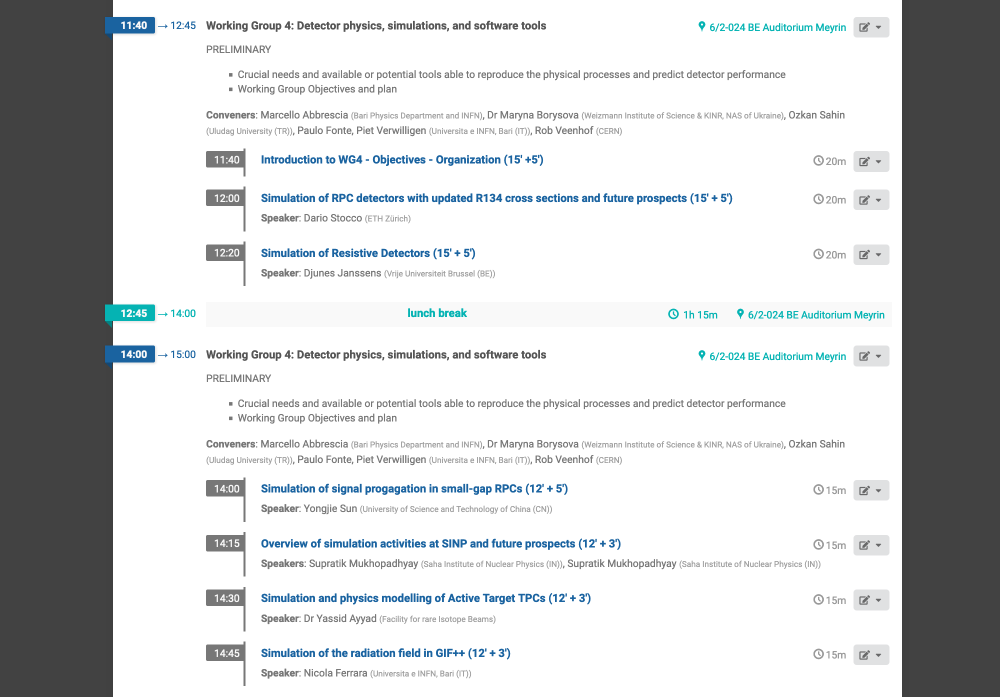 11:40 → 12:45 Working Group 4: Detector physics, simulations, and software tools 6/2-024 BE Auditorium Meyrin
PRELIMINARY
▪ Crucial needs and available or potential tools able to reproduce the physical processes and predict detector performance
▪ Working Group Objectives and plan
Conveners: Marcello Abbrescia (Bari Physics Department and INFN), Dr Maryna Borysova (Weizmann Institute of Science & KINR, NAS of Ukraine), Ozkan Sahin
(Uludag University (TR)), Paulo Fonte, Piet Verwilligen (Universita e INFN, Bari (IT)), Rob Veenhof (CERN)
11:40 Introduction to WG4 - Objectives - Organization (15' +5') 20m
12:00 Simulation of RPC detectors with updated R134 cross sections and future prospects (15' + 5') 20m
Speaker: Dario Stocco (ETH Zürich)
12:20 Simulation of Resistive Detectors (15' + 5') 20m
Speaker: Djunes Janssens (Vrije Universiteit Brussel (BE))
12:45 → 14:00 lunch break 1h 15m 6/2-024 BE Auditorium Meyrin
14:00 → 15:00 Working Group 4: Detector physics, simulations, and software tools 6/2-024 BE Auditorium Meyrin
PRELIMINARY
▪ Crucial needs and available or potential tools able to reproduce the physical processes and predict detector performance
▪ Working Group Objectives and plan
Conveners: Marcello Abbrescia (Bari Physics Department and INFN), Dr Maryna Borysova (Weizmann Institute of Science & KINR, NAS of Ukraine), Ozkan Sahin
(Uludag University (TR)), Paulo Fonte, Piet Verwilligen (Universita e INFN, Bari (IT)), Rob Veenhof (CERN)
14:00 Simulation of signal progagation in small-gap RPCs (12' + 5') 15m
Speaker: Yongjie Sun (University of Science and Technology of China (CN))
14:15 Overview of simulation activities at SINP and future prospects (12' + 3') 15m
Speakers: Supratik Mukhopadhyay (Saha Institute of Nuclear Physics (IN)), Supratik Mukhopadhyay (Saha Institute of Nuclear Physics (IN))
14:30 Simulation and physics modelling of Active Target TPCs (12' + 3') 15m
Speaker: Dr Yassid Ayyad (Facility for rare Isotope Beams)
14:45 Simulation of the radiation field in GIF++ (12' + 3') 15m
Speaker: Nicola Ferrara (Universita e INFN, Bari (IT))